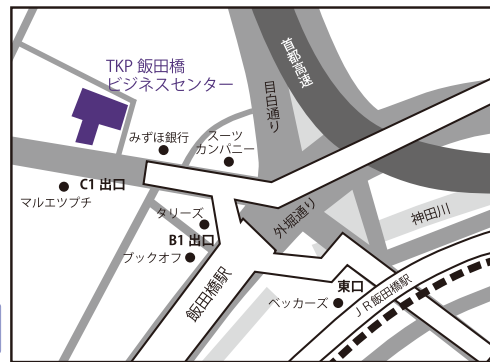 TKP 飯田橋
ビジネスセンター
首都高速
目白通り
みずほ銀行
スーツ
カンパニー
C1 出口
マルエツプチ
タリーズ
B1 出口
ブックオフ
外堀通り
神田川
飯田橋駅
東口
ベッカーズ
JR飯田橋駅